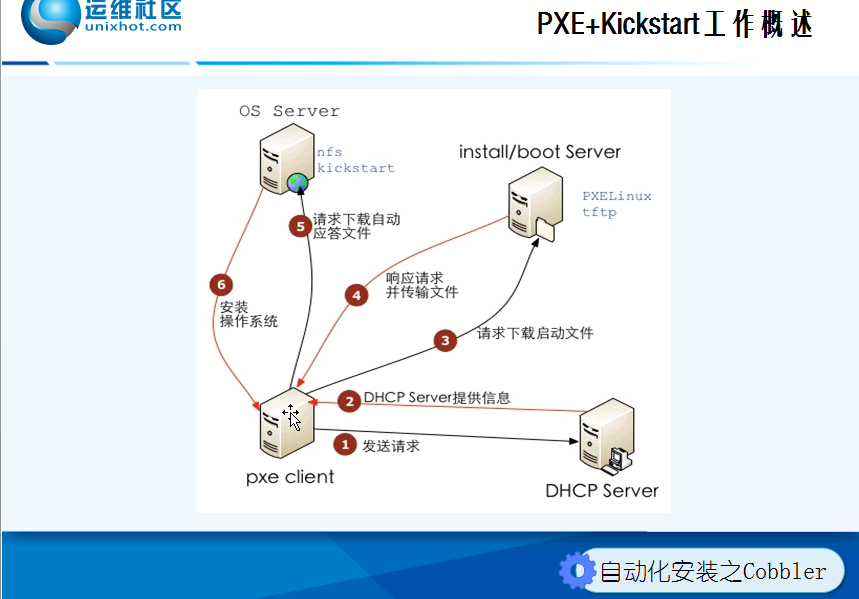 运维社区
unixhot.com
PXE+Kickstart工作概述
OS Server
nfs
kickstart
install/boot Server
PXELinux
tftp
5
请求下载自动
应答文件
6
安装
操作系统
4
响应请求
并传输文件
3
请求下载启动文件
2
DHCP Server提供信息
1
发送请求
pxe client
DHCP Server
自动化安装之Cobbler